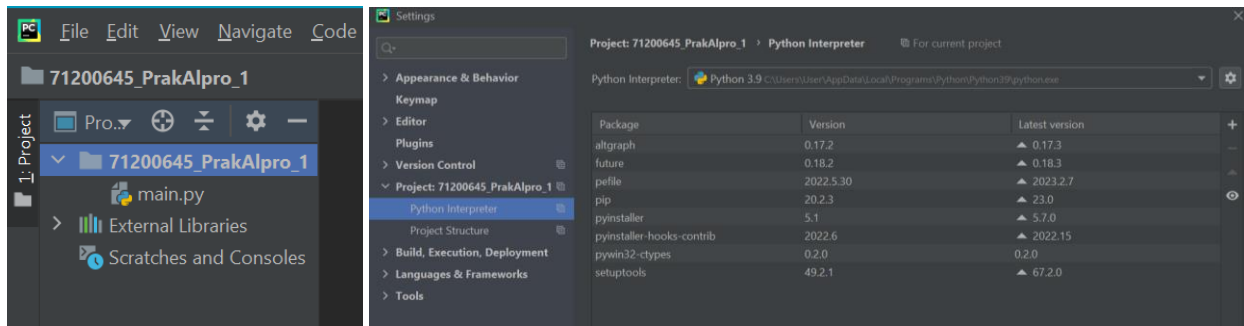 PC File Edit View Navigate Code
71200645_PrakAlpro_1
1: Project
Pro..
71200645_PrakAlpro_1
main.py
External Libraries
Scratches and Consoles
PC Settings
Appearance & Behavior
Keymap
Editor
Plugins
Version Control
Project: 71200645_PrakAlpro_1
Python Interpreter
Project Structure
Build, Execution, Deployment
Languages & Frameworks
Tools
Project: 71200645_PrakAlpro_1 › Python Interpreter For current project
Python Interpreter: Python 3.9 C:\Users\User\AppData\Local\Programs\Python\Python39\python.exe
Package Version Latest version
altgraph 0.17.2 0.17.3
future 0.18.2 0.18.3
pefile 2022.5.30 2023.2.7
pip 20.2.3 23.0
pyinstaller 5.1 5.7.0
pyinstaller-hooks-contrib 2022.6 2022.15
pywin32-ctypes 0.2.0 0.2.0
setuptools 49.2.1 67.2.0